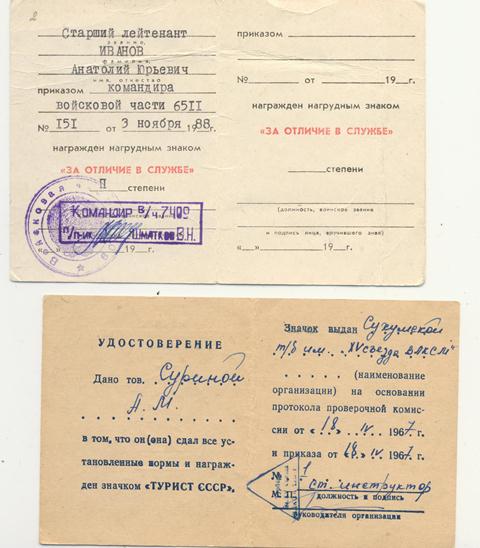 2
Старший лейтенант
звание,
ИВАНОВ
фамилия,
Анатолий Юрьевич
имя, отчество
приказом командира
войсковой части 6511
№ 151 от 3 ноября 1988 г.
награжден нагрудным знаком
«ЗА ОТЛИЧИЕ В СЛУЖБЕ»
II степени
Войсковая
КОМАНДИР В/Ч 7409
П/П-ИК ШМАТКОВ В.Н.
19 г.
приказом
№ от 19 г.
награжден нагрудным знаком
«ЗА ОТЛИЧИЕ В СЛУЖБЕ»
степени
(должность, воинское звание
и подпись лица, вручившего знак)
« » 19 г.
УДОСТОВЕРЕНИЕ
Дано тов. Суриной
А. М.
в том, что он(она) сдал все ус-
тановленные нормы и награж-
ден значком «ТУРИСТ СССР».
Значок выдан Сухумской
т/б им. XV съезда ВЛКСМ
(наименование
организации) на основании
протокола проверочной комис-
сии от «18» IV 1967 г.
и приказа от «18» IV 1967 г.
№ 1
М. П. ст. инструктор
должность и подпись
руководителя организации